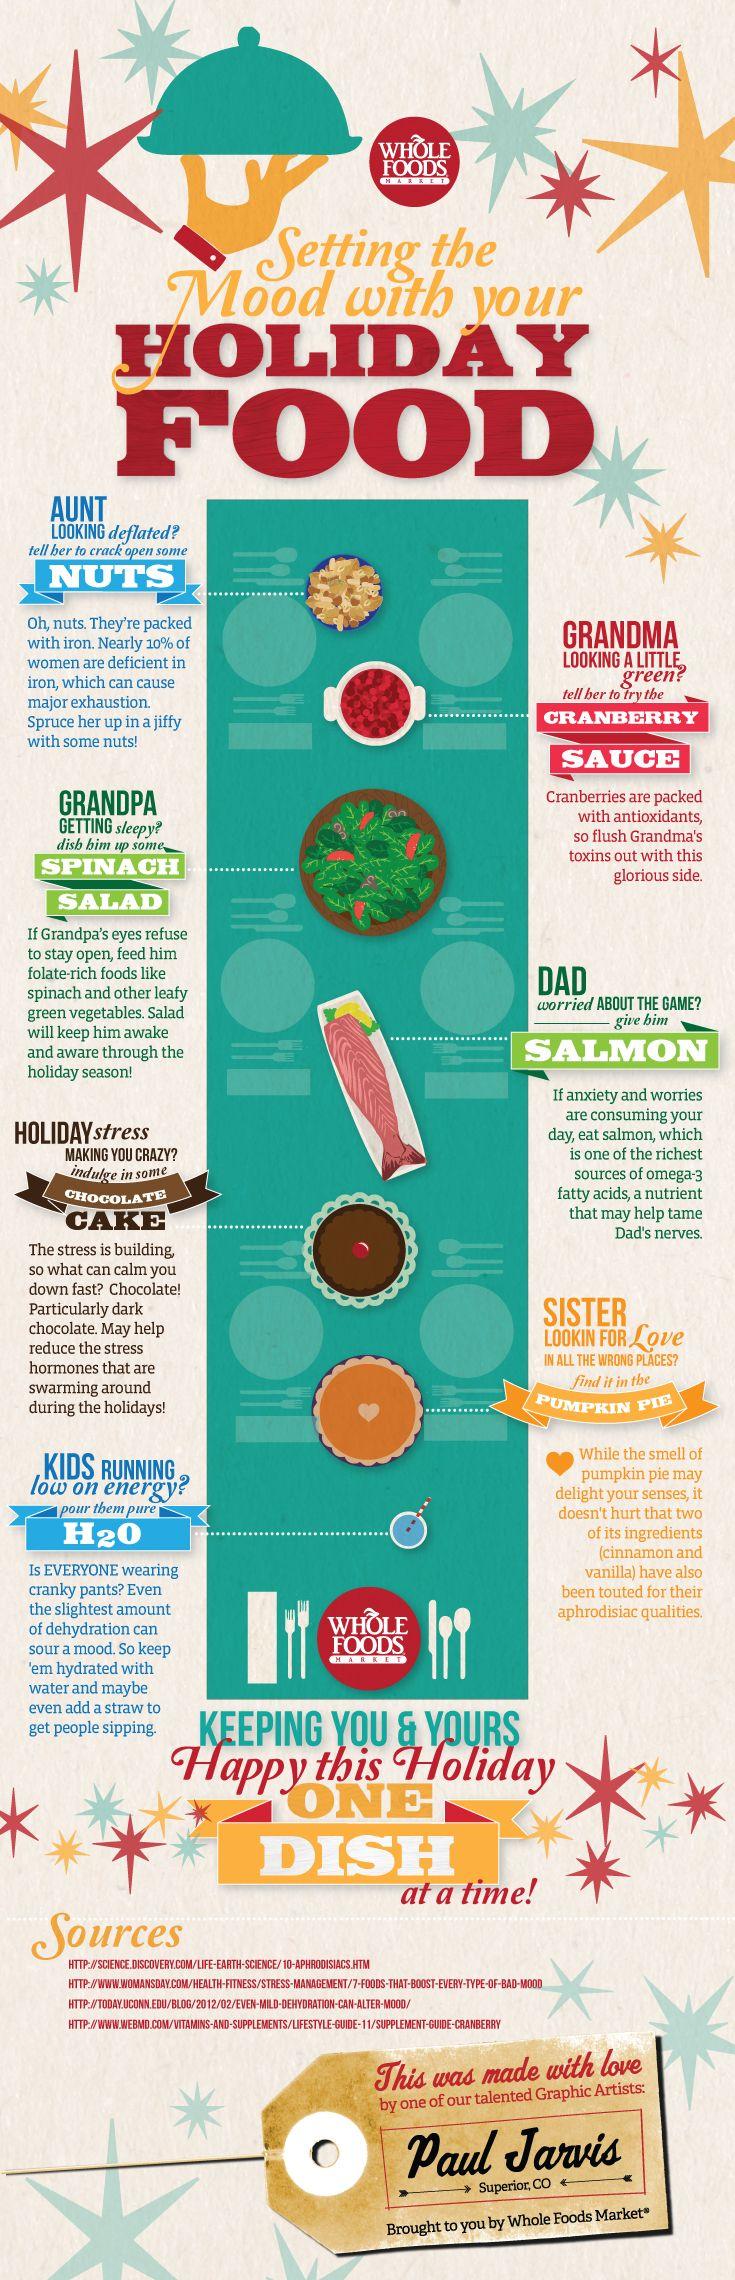 WHOLE
FOODS
MARKET
Setting the
Mood with your
HOLIDAY
FOOD
AUNT
LOOKING deflated?
tell her to crack open some
NUTS
Oh, nuts. They're packed
with iron. Nearly 10% of
women are deficient in
iron, which can cause
major exhaustion.
Spruce her up in a jiffy
with some nuts!
GRANDMA
LOOKING A LITTLE
green?
tell her to try the
CRANBERRY
SAUCE
Cranberries are packed
with antioxidants,
so flush Grandma's
toxins out with this
glorious side.
GRANDPA
GETTING sleepy?
dish him up some
SPINACH
SALAD
If Grandpa's eyes refuse
to stay open, feed him
folate-rich foods like
spinach and other leafy
green vegetables. Salad
will keep him awake
and aware through the
holiday season!
DAD
worried ABOUT THE GAME?
give him
SALMON
If anxiety and worries
are consuming your
day, eat salmon, which
is one of the richest
sources of omega-3
fatty acids, a nutrient
that may help tame
Dad's nerves.
HOLIDAY stress
MAKING YOU CRAZY?
indulge in some
CHOCOLATE
CAKE
The stress is building,
so what can calm you
down fast? Chocolate!
Particularly dark
chocolate. May help
reduce the stress
hormones that are
swarming around
during the holidays!
SISTER
LOOKIN FOR Love
IN ALL THE WRONG PLACES?
find it in the
PUMPKIN PIE
While the smell of
pumpkin pie may
delight your senses, it
doesn't hurt that two
of its ingredients
(cinnamon and
vanilla) have also
been touted for their
aphrodisiac qualities.
KIDS RUNNING
low on energy?
pour them pure
H2O
Is EVERYONE wearing
cranky pants? Even
the slightest amount
of dehydration can
sour a mood. So keep
'em hydrated with
water and maybe
even add a straw to
get people sipping.
WHOLE
FOODS
MARKET
KEEPING YOU & YOURS
Happy this Holiday
ONE
DISH
at a time!
Sources
HTTP://SCIENCE.DISCOVERY.COM/LIFE-EARTH-SCIENCE/10-APHRODISIACS.HTM
HTTP://WWW.WOMANSDAY.COM/HEALTH-FITNESS/STRESS-MANAGEMENT/7-FOODS-THAT-BOOST-EVERY-TYPE-OF-BAD-MOOD
HTTP://TODAY.UCONN.EDU/BLOG/2012/02/EVEN-MILD-DEHYDRATION-CAN-ALTER-MOOD/
HTTP://WWW.WEBMD.COM/VITAMINS-AND-SUPPLEMENTS/LIFESTYLE-GUIDE-11/SUPPLEMENT-GUIDE-CRANBERRY
This was made with love
by one of our talented Graphic Artists:
Paul Jarvis
Superior, CO
Brought to you by Whole Foods Market®